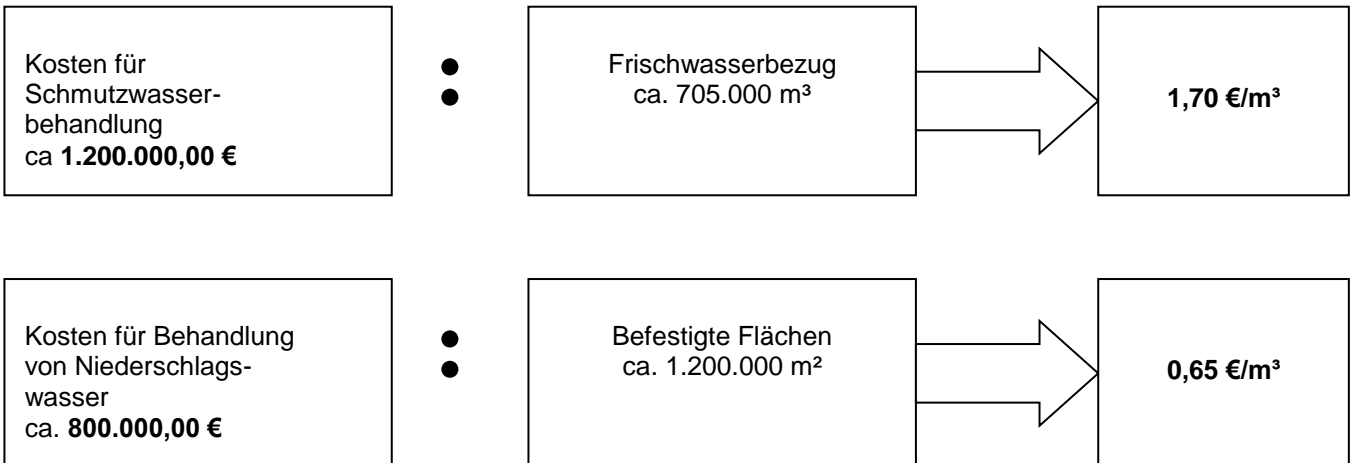 Kosten für
Schmutzwasser-
behandlung
ca 1.200.000,00 €
Frischwasserbezug
ca. 705.000 m³
1,70 €/m³
Kosten für Behandlung
von Niederschlags-
wasser
ca. 800.000,00 €
Befestigte Flächen
ca. 1.200.000 m²
0,65 €/m³